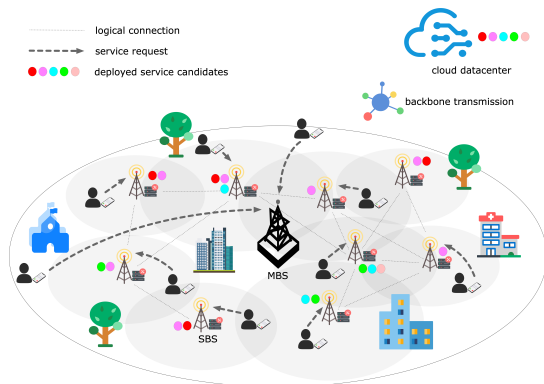 logical connection
service request
deployed service candidates
cloud datacenter
backbone transmission
MBS
SBS